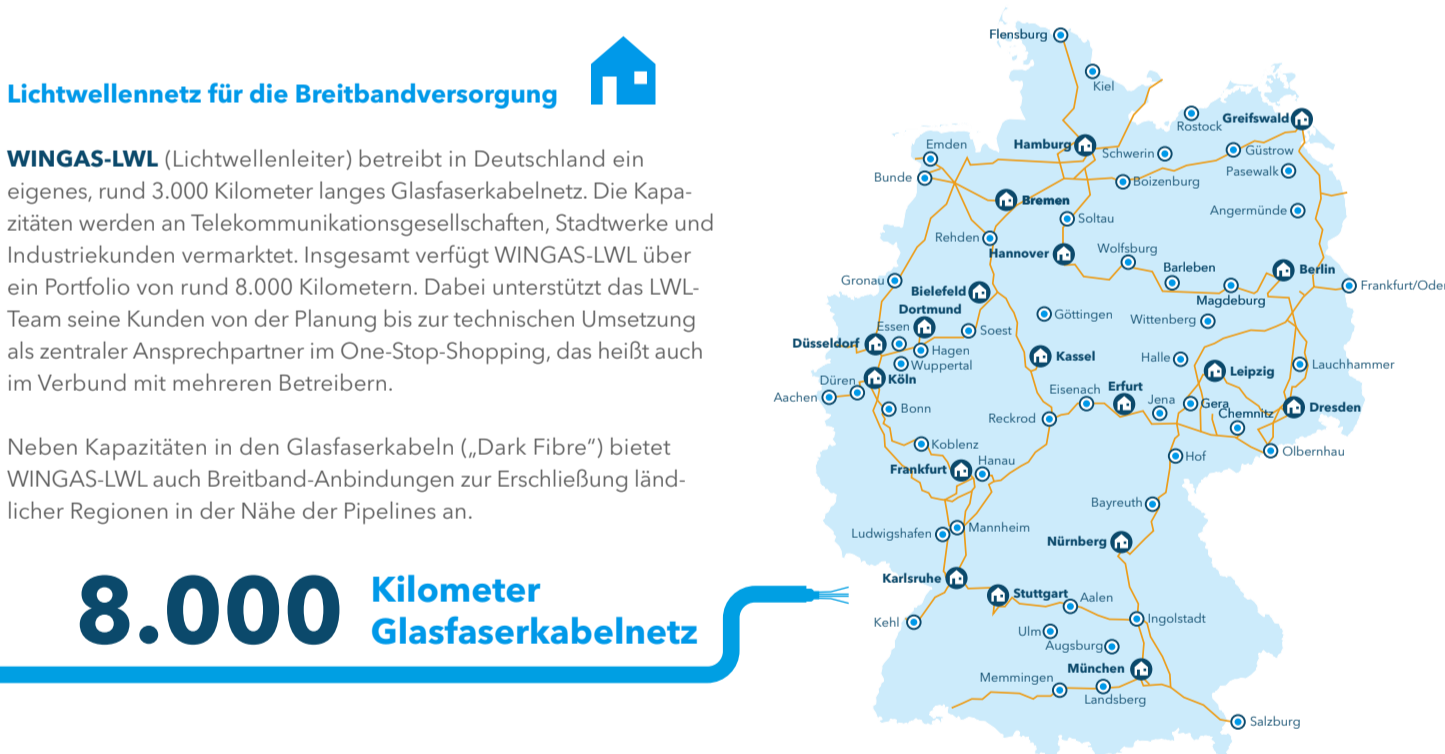 Lichtwellennetz für die Breitbandversorgung
WINGAS-LWL (Lichtwellenleiter) betreibt in Deutschland ein
eigenes, rund 3.000 Kilometer langes Glasfaserkabelnetz. Die Kapa-
zitäten werden an Telekommunikationsgesellschaften, Stadtwerke und
Industriekunden vermarktet. Insgesamt verfügt WINGAS-LWL über
ein Portfolio von rund 8.000 Kilometern. Dabei unterstützt das LWL-
Team seine Kunden von der Planung bis zur technischen Umsetzung
als zentraler Ansprechpartner im One-Stop-Shopping, das heißt auch
im Verbund mit mehreren Betreibern.
Neben Kapazitäten in den Glasfaserkabeln („Dark Fibre“) bietet
WINGAS-LWL auch Breitband-Anbindungen zur Erschließung länd-
licher Regionen in der Nähe der Pipelines an.
8.000
Kilometer
Glasfaserkabelnetz
Flensburg
Kiel
Rostock
Greifswald
Hamburg
Emden
Schwerin
Güstrow
Bunde
Boizenburg
Pasewalk
Bremen
Soltau
Angermünde
Rehden
Hannover
Wolfsburg
Barleben
Berlin
Gronau
Bielefeld
Magdeburg
Frankfurt/Oder
Dortmund
Göttingen
Wittenberg
Essen
Soest
Düsseldorf
Hagen
Kassel
Halle
Leipzig
Lauchhammer
Wuppertal
Düren
Köln
Eisenach
Erfurt
Aachen
Jena
Gera
Dresden
Bonn
Reckrod
Chemnitz
Koblenz
Hof
Olbernhau
Frankfurt
Hanau
Bayreuth
Ludwigshafen
Mannheim
Nürnberg
Karlsruhe
Stuttgart
Aalen
Kehl
Ingolstadt
Ulm
Augsburg
München
Memmingen
Landsberg
Salzburg